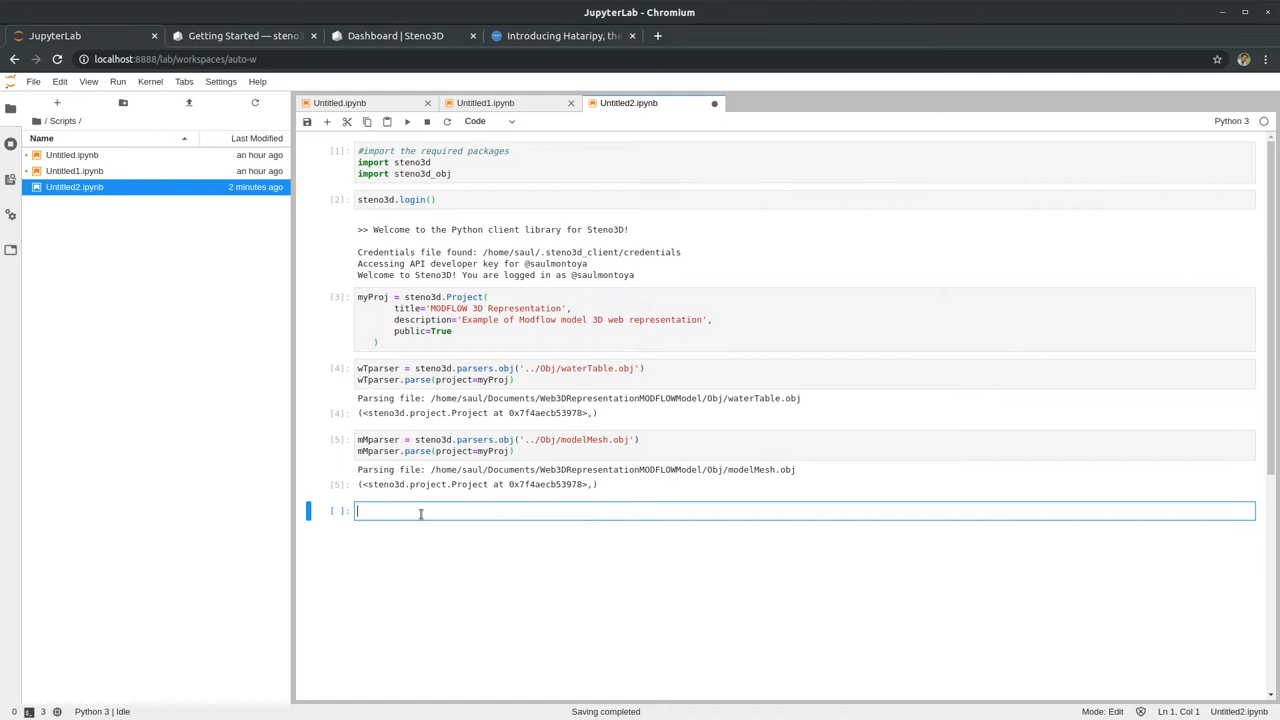 JupyterLab - Chromium
JupyterLab
Getting Started — steno3
Dashboard | Steno3D
Introducing Hataripy, the
localhost:8888/lab/workspaces/auto-w
File Edit View Run Kernel Tabs Settings Help
Untitled.ipynb
Untitled1.ipynb
Untitled2.ipynb
/ Scripts /
Code
Python 3
Name
Last Modified
Untitled.ipynb an hour ago
Untitled1.ipynb an hour ago
Untitled2.ipynb 2 minutes ago
[1]: #import the required packages
import steno3d
import steno3d_obj
[2]: steno3d.login()
>> Welcome to the Python client library for Steno3D!
Credentials file found: /home/saul/.steno3d_client/credentials
Accessing API developer key for @saulmontoya
Welcome to Steno3D! You are logged in as @saulmontoya
[3]: myProj = steno3d.Project(
title='MODFLOW 3D Representation',
description='Example of Modflow model 3D web representation',
public=True
)
[4]: wTparser = steno3d.parsers.obj('../Obj/waterTable.obj')
wTparser.parse(project=myProj)
Parsing file: /home/saul/Documents/Web3DRepresentationMODFLOWModel/Obj/waterTable.obj
[4]: (<steno3d.project.Project at 0x7f4aecb53978>,)
[5]: mMparser = steno3d.parsers.obj('../Obj/modelMesh.obj')
mMparser.parse(project=myProj)
Parsing file: /home/saul/Documents/Web3DRepresentationMODFLOWModel/Obj/modelMesh.obj
[5]: (<steno3d.project.Project at 0x7f4aecb53978>,)
[ ]:
0 3 Python 3 | Idle
Saving completed
Mode: Edit
Ln 1, Col 1
Untitled2.ipynb